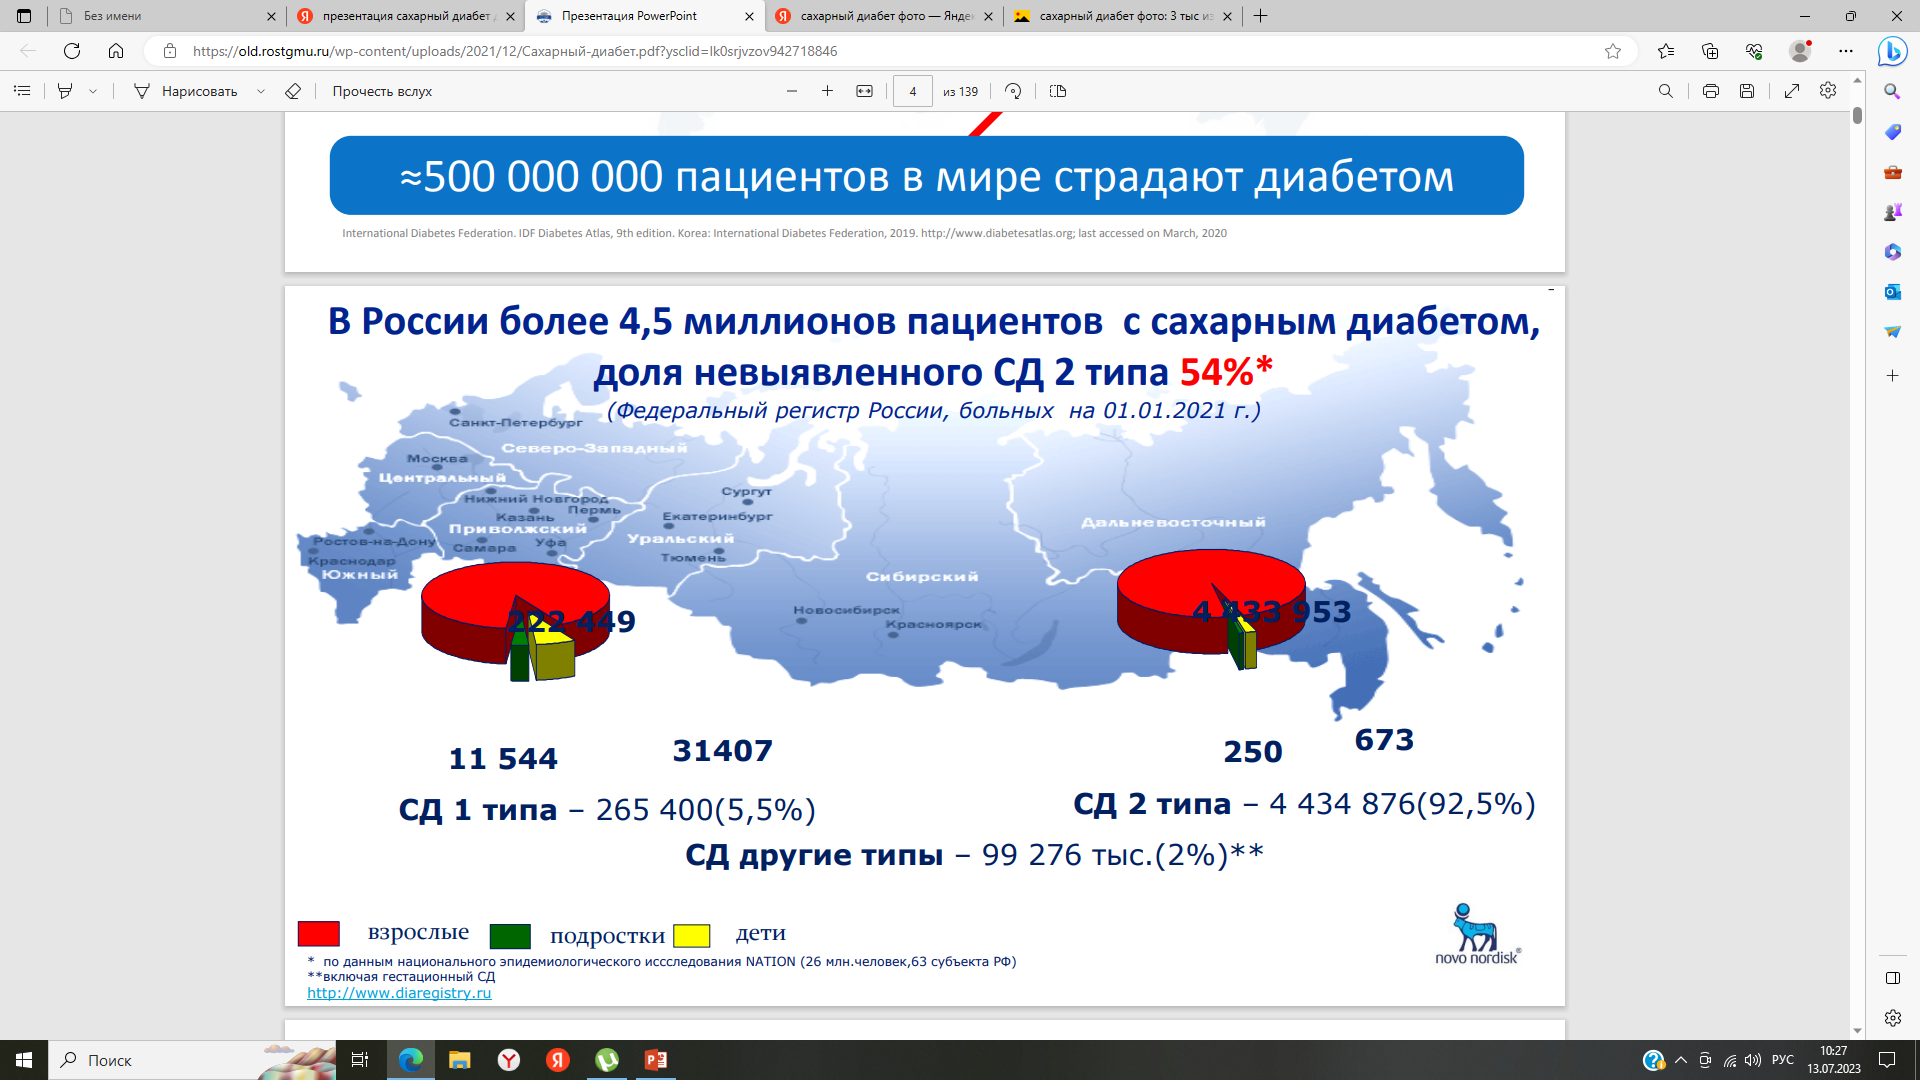 Без имени
презентация сахарный диабет д
Презентация PowerPoint
сахарный диабет фото — Яндек
сахарный диабет фото: 3 тыс из
https://old.rostgmu.ru/wp-content/uploads/2021/12/Сахарный-диабет.pdf?ysclid=lk0srjvzov942718846
Нарисовать
Прочесть вслух
4 из 139
≈500 000 000 пациентов в мире страдают диабетом
International Diabetes Federation. IDF Diabetes Atlas, 9th edition. Korea: International Diabetes Federation, 2019. http://www.diabetesatlas.org; last accessed on March, 2020
В России более 4,5 миллионов пациентов с сахарным диабетом,
доля невыявленного СД 2 типа 54%*
(Федеральный регистр России, больных на 01.01.2021 г.)
Санкт-Петербург
Северо-Западный
Москва
Центральный
Нижний Новгород
Пермь
Казань
Приволжский
Самара
Уфа
Ростов-на-Дону
Краснодар
Южный
Сургут
Екатеринбург
Уральский
Тюмень
Сибирский
Новосибирск
Красноярск
Дальневосточный
222 449
4 433 953
11 544
31407
250
673
СД 1 типа – 265 400(5,5%)
СД 2 типа – 4 434 876(92,5%)
СД другие типы – 99 276 тыс.(2%)**
взрослые
подростки
дети
* по данным национального эпидемиологического иссследования NATION (26 млн.человек,63 субъекта РФ)
**включая гестационный СД
http://www.diaregistry.ru
novo nordisk®
Поиск
РУС
10:27
13.07.2023